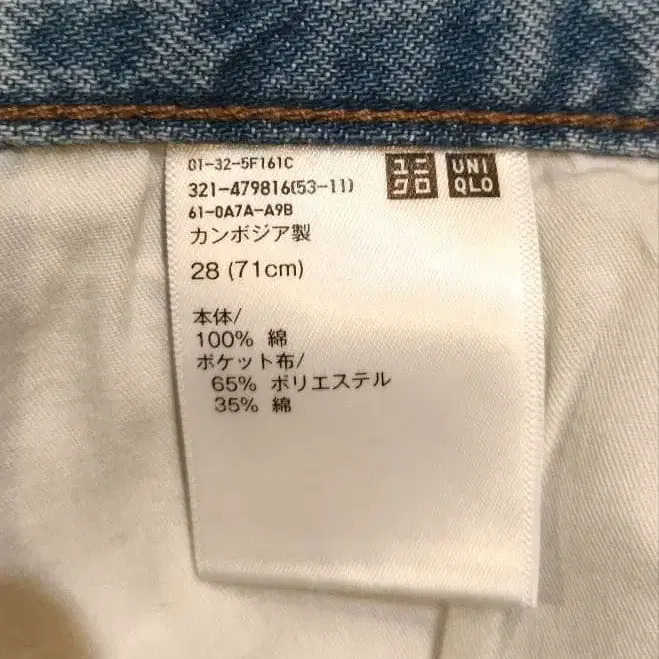 01-32-5F161C
321-479816(53-11)
61-0A7A-A9B
ユニクロ
UNIQLO
カンボジア製
28 (71cm)
本体/
100% 綿
ポケット布/
65% ポリエステル
35% 綿